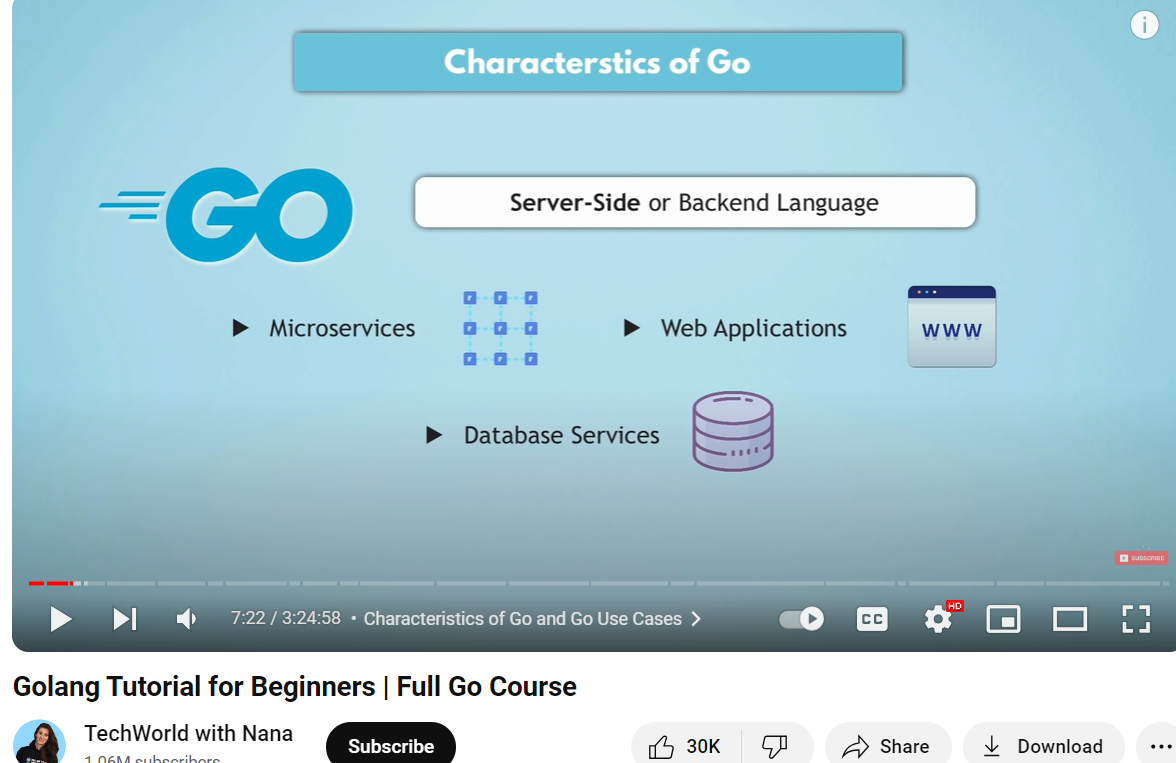 Characterstics of Go
GO
Server-Side or Backend Language
Microservices
Web Applications
WWW
Database Services
SUBSCRIBE
7:22 / 3:24:58 • Characteristics of Go and Go Use Cases
CC
HD
Golang Tutorial for Beginners | Full Go Course
TechWorld with Nana
1.06M subscribers
Subscribe
30K
Share
Download